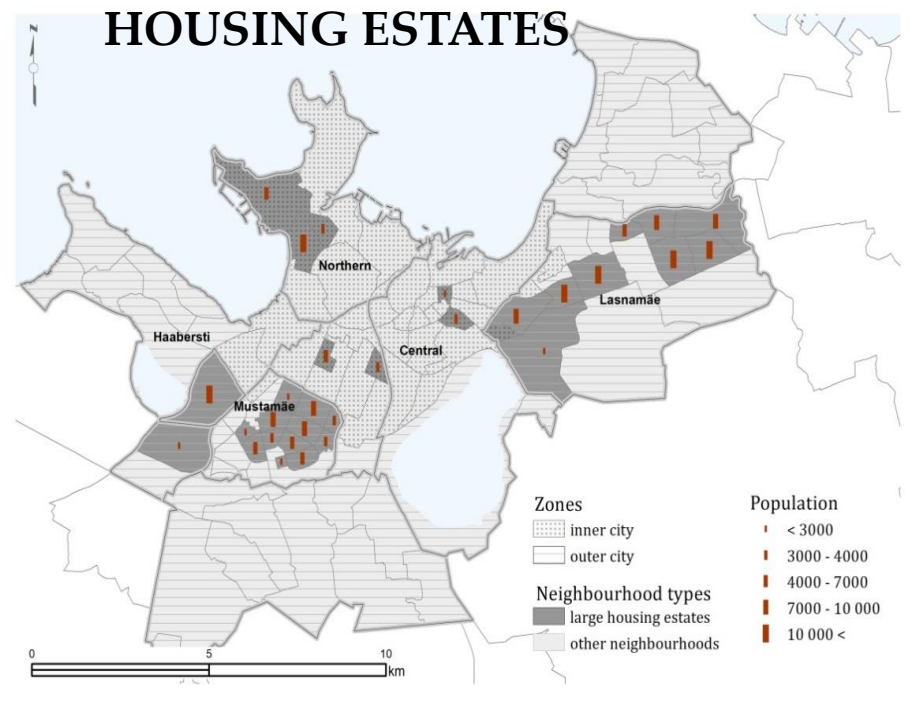 HOUSING ESTATES
N
Northern
Lasnamäe
Haabersti
Central
Mustamäe
Zones
inner city
outer city
Neighbourhood types
large housing estates
other neighbourhoods
Population
< 3000
3000 - 4000
4000 - 7000
7000 - 10 000
10 000 <
0 5 10
km